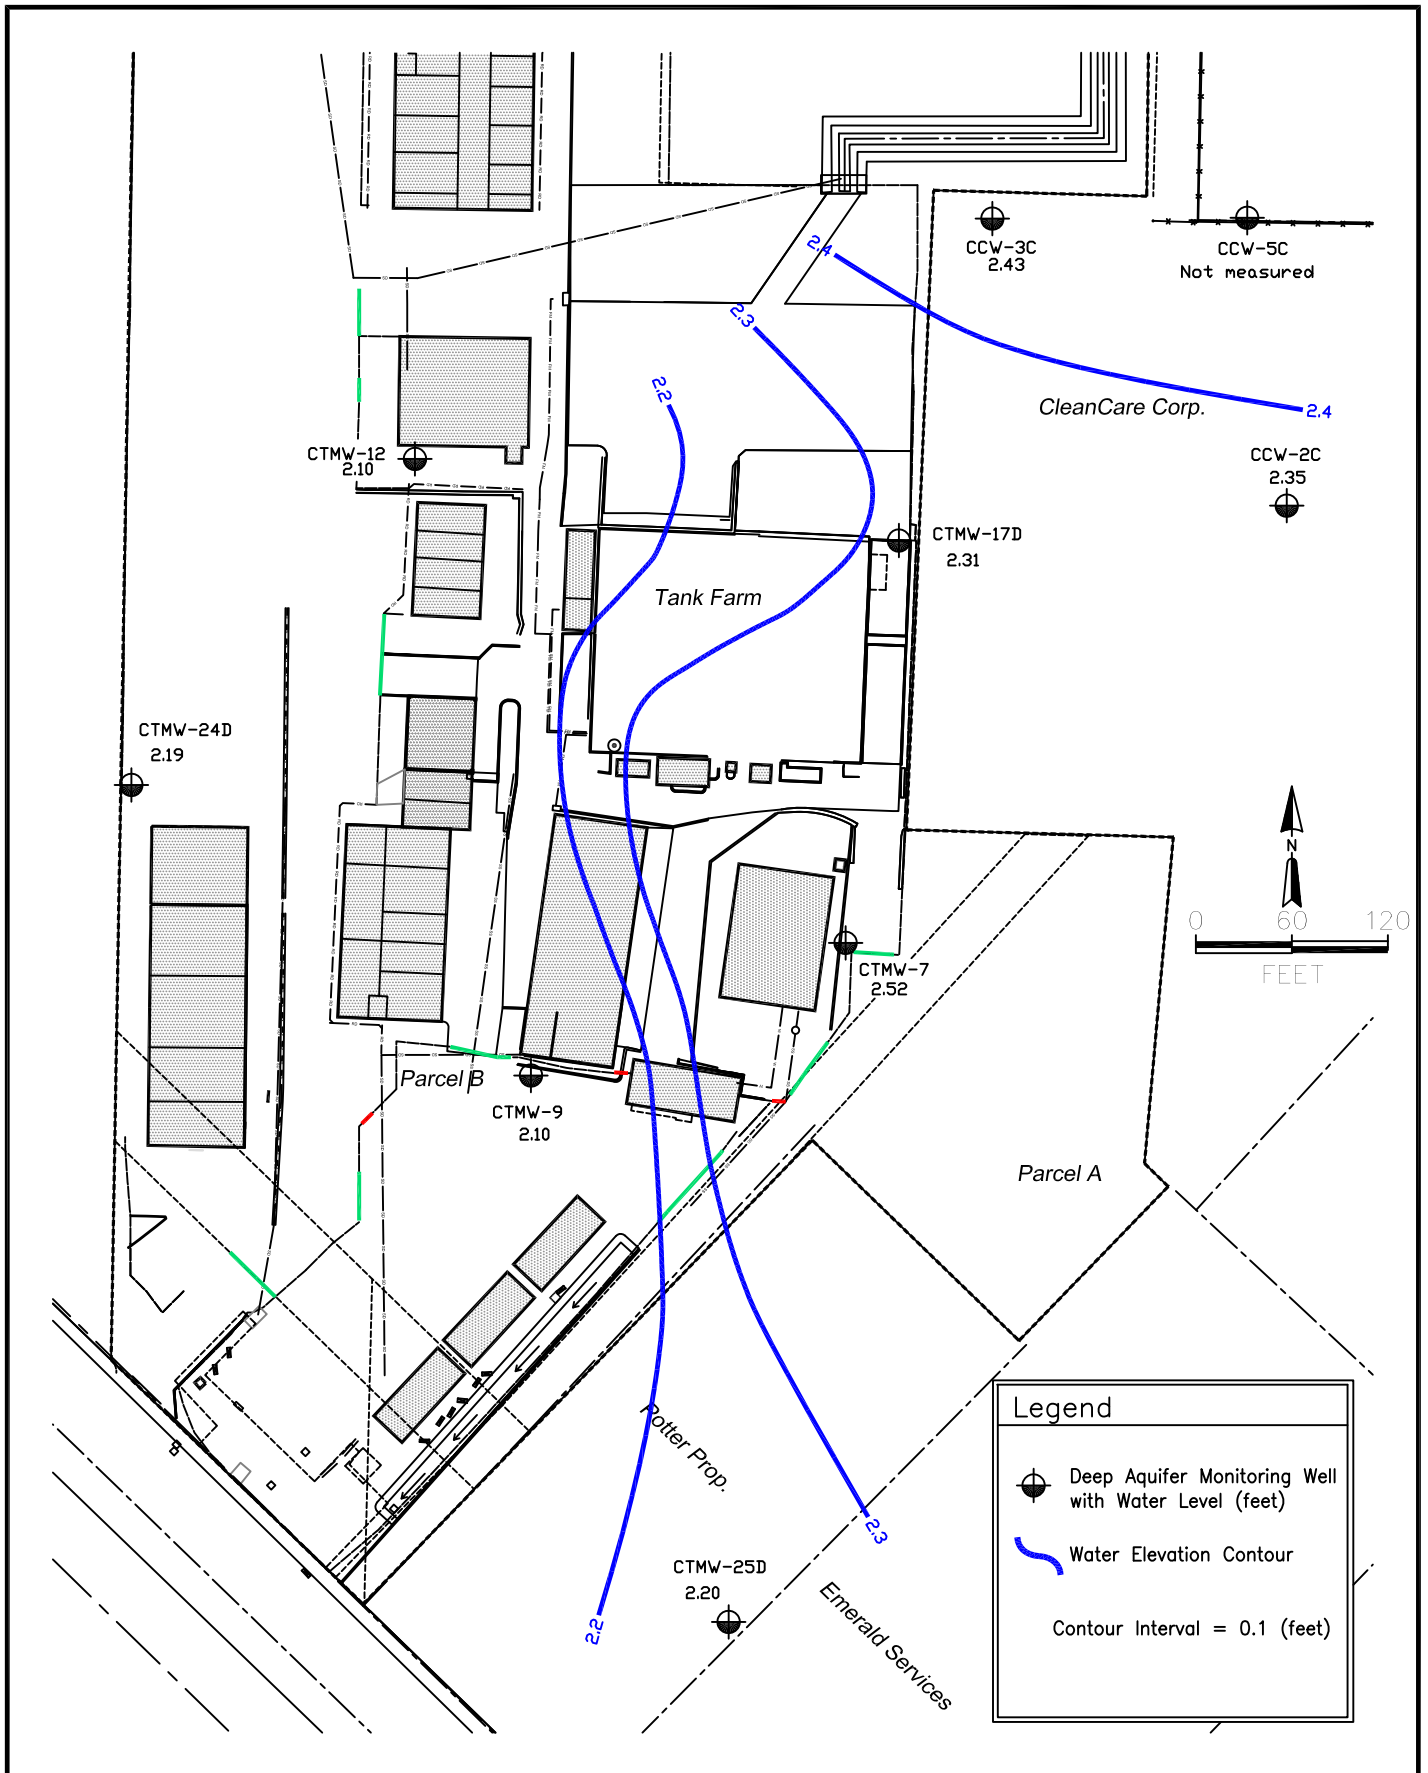 2.4
CCW-3C
2.43
CCW-5C
Not measured
2.3
2.2
CleanCare Corp.
2.4
CTMW-12
2.10
CCW-2C
2.35
CTMW-17D
2.31
Tank Farm
CTMW-24D
2.19
N
0 60 120
FEET
CTMW-7
2.52
Parcel B
CTMW-9
2.10
Parcel A
Potter Prop.
2.3
CTMW-25D
2.20
2.2
Emerald Services
Legend
Deep Aquifer Monitoring Well
with Water Level (feet)
Water Elevation Contour
Contour Interval = 0.1 (feet)